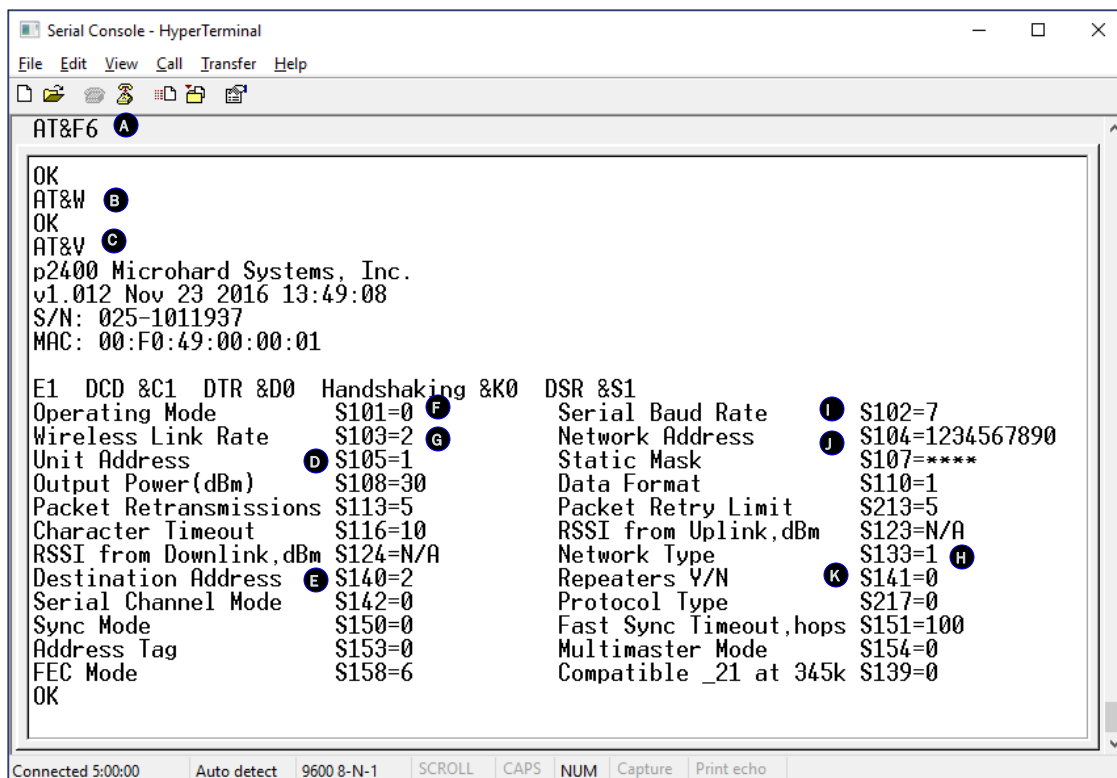 Serial Console - HyperTerminal
File Edit View Call Transfer Help
AT&F6 A
OK
AT&W B
OK
AT&V C
p2400 Microhard Systems, Inc.
v1.012 Nov 23 2016 13:49:08
S/N: 025-1011937
MAC: 00:F0:49:00:00:01
E1 DCD &C1 DTR &D0 Handshaking &K0 DSR &S1
Operating Mode S101=0 F Serial Baud Rate I S102=7
Wireless Link Rate S103=2 G Network Address J S104=1234567890
Unit Address D S105=1 Static Mask S107=****
Output Power(dBm) S108=30 Data Format S110=1
Packet Retransmissions S113=5 Packet Retry Limit S213=5
Character Timeout S116=10 RSSI from Uplink,dBm S123=N/A
RSSI from Downlink,dBm S124=N/A Network Type S133=1 H
Destination Address E S140=2 Repeaters Y/N K S141=0
Serial Channel Mode S142=0 Protocol Type S217=0
Sync Mode S150=0 Fast Sync Timeout,hops S151=100
Address Tag S153=0 Multimaster Mode S154=0
FEC Mode S158=6 Compatible _21 at 345k S139=0
OK
Connected 5:00:00 Auto detect 9600 8-N-1 SCROLL CAPS NUM Capture Print echo